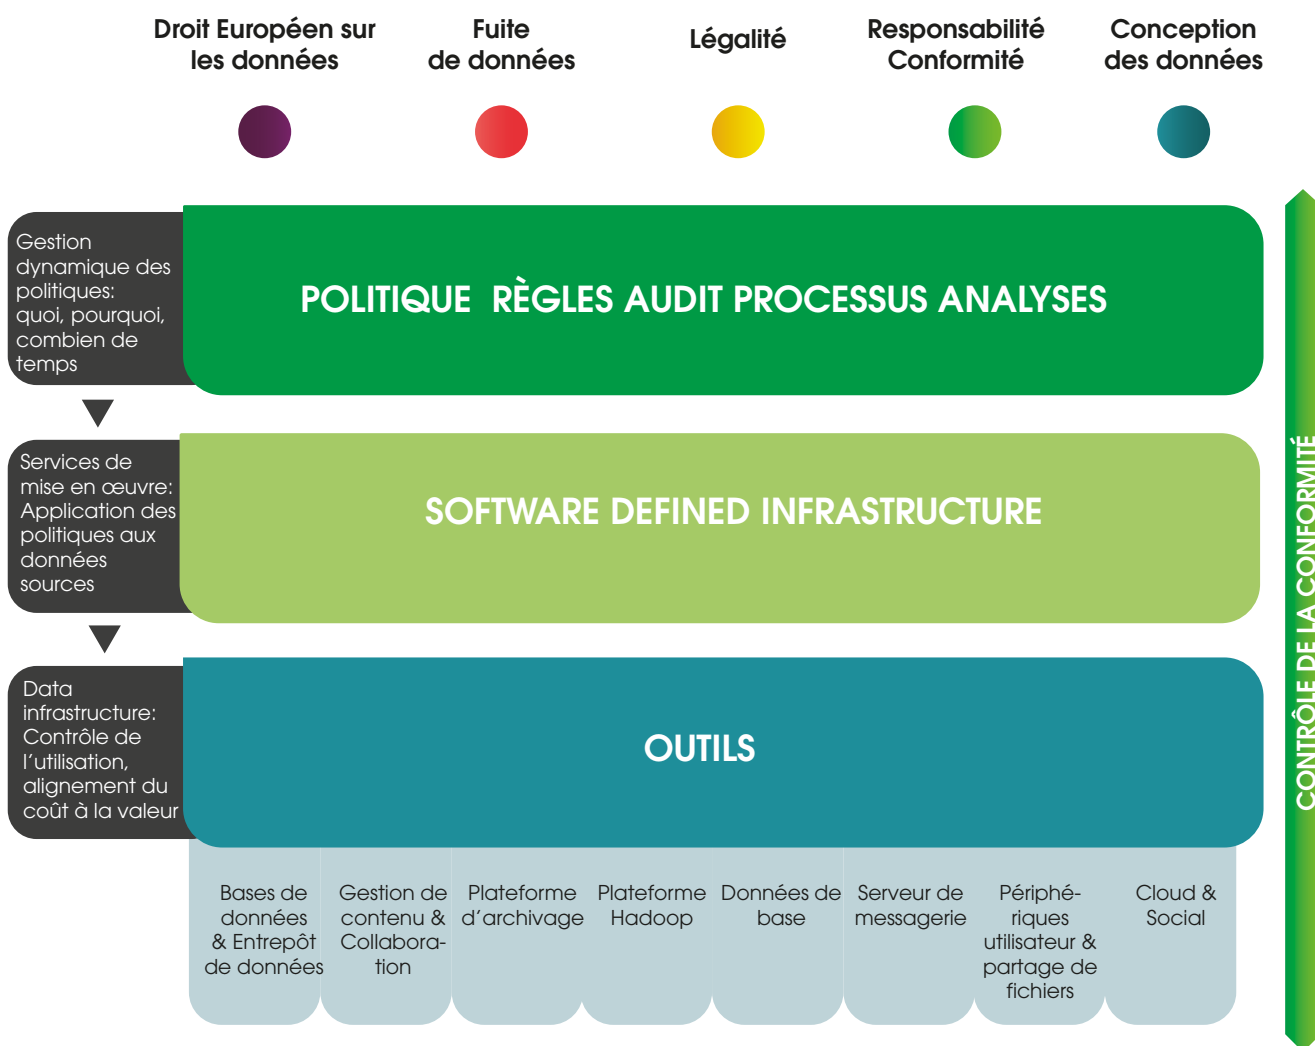 Droit Européen sur
les données
Fuite
de données
Légalité
Responsabilité
Conformité
Conception
des données
Gestion
dynamique des
politiques:
quoi, pourquoi,
combien de
temps
POLITIQUE RÈGLES AUDIT PROCESSUS ANALYSES
Services de
mise en œuvre:
Application des
politiques aux
données
sources
SOFTWARE DEFINED INFRASTRUCTURE
Data
infrastructure:
Contrôle de
l'utilisation,
alignement du
coût à la valeur
OUTILS
Bases de
données
& Entrepôt
de données
Gestion de
contenu &
Collabora-
tion
Plateforme
d'archivage
Plateforme
Hadoop
Données de
base
Serveur de
messagerie
Périphé-
riques
utilisateur &
partage de
fichiers
Cloud &
Social
CONTRÔLE DE LA CONFORMITÉ